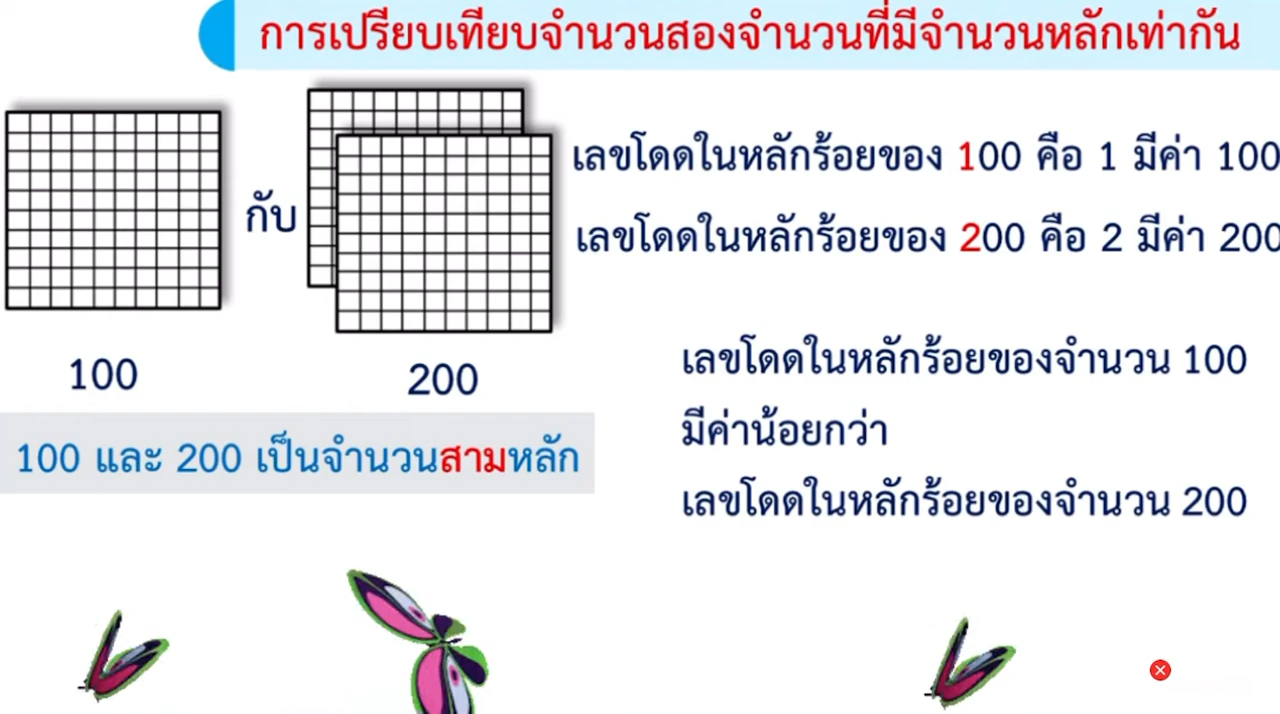 การเปรียบเทียบจำนวนสองจำนวนที่มีจำนวนหลักเท่ากัน
กับ
100
200
100 และ 200 เป็นจำนวนสามหลัก
เลขโดดในหลักร้อยของ 100 คือ 1 มีค่า 100
เลขโดดในหลักร้อยของ 200 คือ 2 มีค่า 200
เลขโดดในหลักร้อยของจำนวน 100
มีค่าน้อยกว่า
เลขโดดในหลักร้อยของจำนวน 200